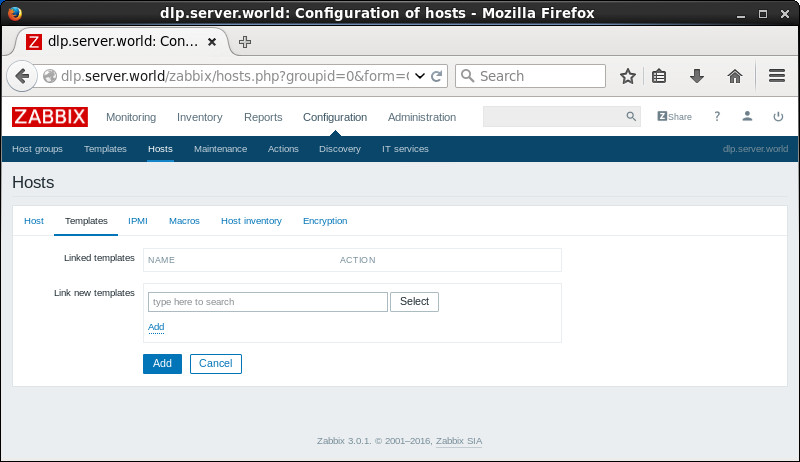 dlp.server.world: Configuration of hosts - Mozilla Firefox
Z dlp.server.world: Con...
dlp.server.world/zabbix/hosts.php?groupid=0&form= Search
ZABBIX Monitoring Inventory Reports Configuration Administration Z Share ?
Host groups Templates Hosts Maintenance Actions Discovery IT services dlp.server.world
Hosts
Host Templates IPMI Macros Host inventory Encryption
Linked templates NAME ACTION
Link new templates
type here to search Select
Add
Add Cancel
Zabbix 3.0.1. © 2001–2016, Zabbix SIA